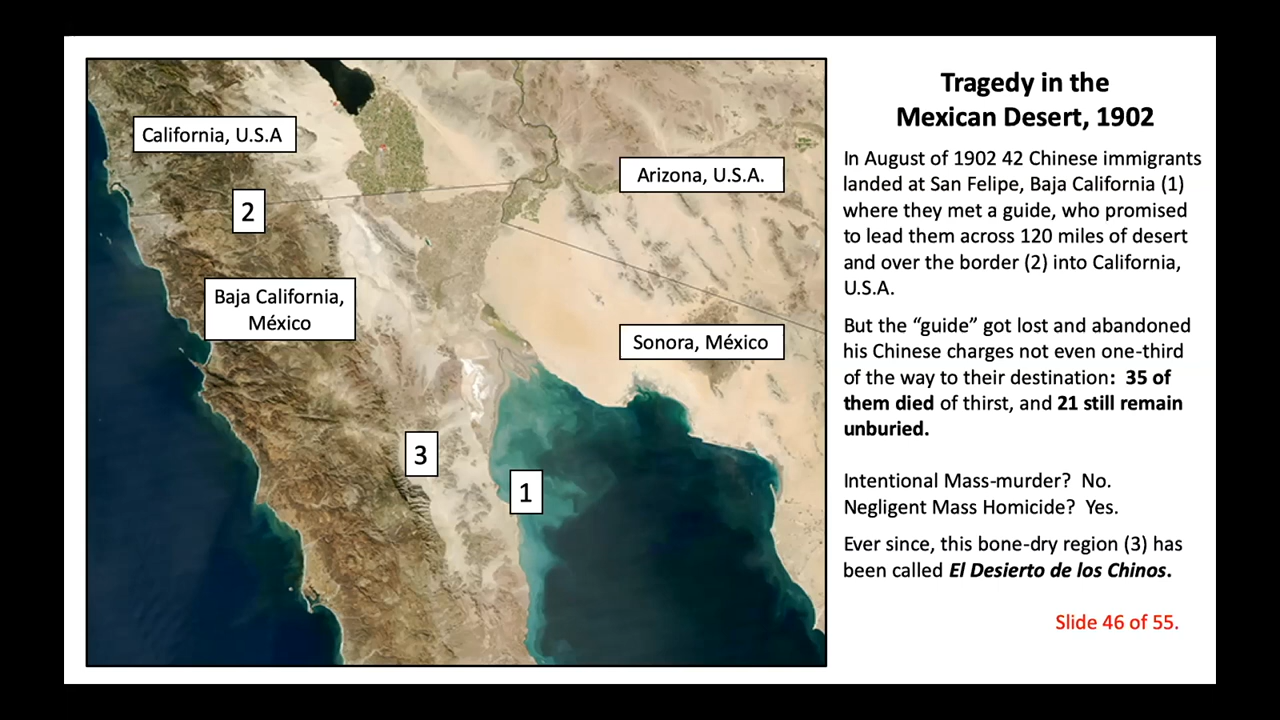 Tragedy in the
Mexican Desert, 1902
California, U.S.A
Arizona, U.S.A.
2
Baja California,
México
Sonora, México
3
1
In August of 1902 42 Chinese immigrants
landed at San Felipe, Baja California (1)
where they met a guide, who promised
to lead them across 120 miles of desert
and over the border (2) into California,
U.S.A.
But the “guide” got lost and abandoned
his Chinese charges not even one-third
of the way to their destination: 35 of
them died of thirst, and 21 still remain
unburied.
Intentional Mass-murder? No.
Negligent Mass Homicide? Yes.
Ever since, this bone-dry region (3) has
been called El Desierto de los Chinos.
Slide 46 of 55.